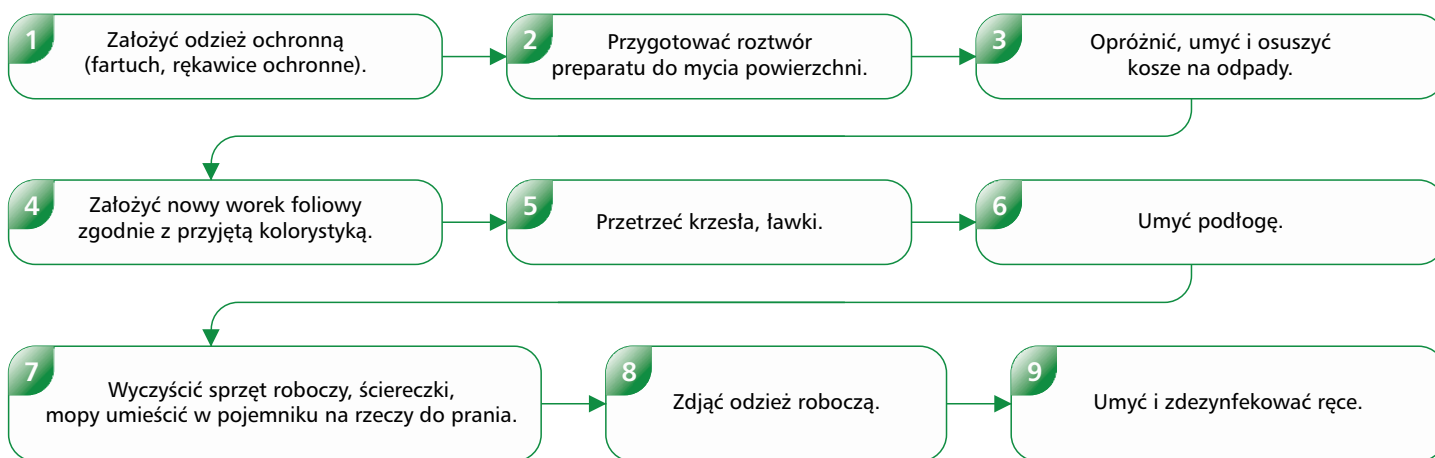 1
Założyć odzież ochronną
(fartuch, rękawice ochronne).
2
Przygotować roztwór
preparatu do mycia powierzchni.
3
Opróżnić, umyć i osuszyć
kosze na odpady.
4
Założyć nowy worek foliowy
zgodnie z przyjętą kolorystyką.
5
Przetrzeć krzesła, ławki.
6
Umyć podłogę.
7
Wyczyścić sprzęt roboczy, ściereczki,
mopy umieścić w pojemniku na rzeczy do prania.
8
Zdjąć odzież roboczą.
9
Umyć i zdezynfekować ręce.